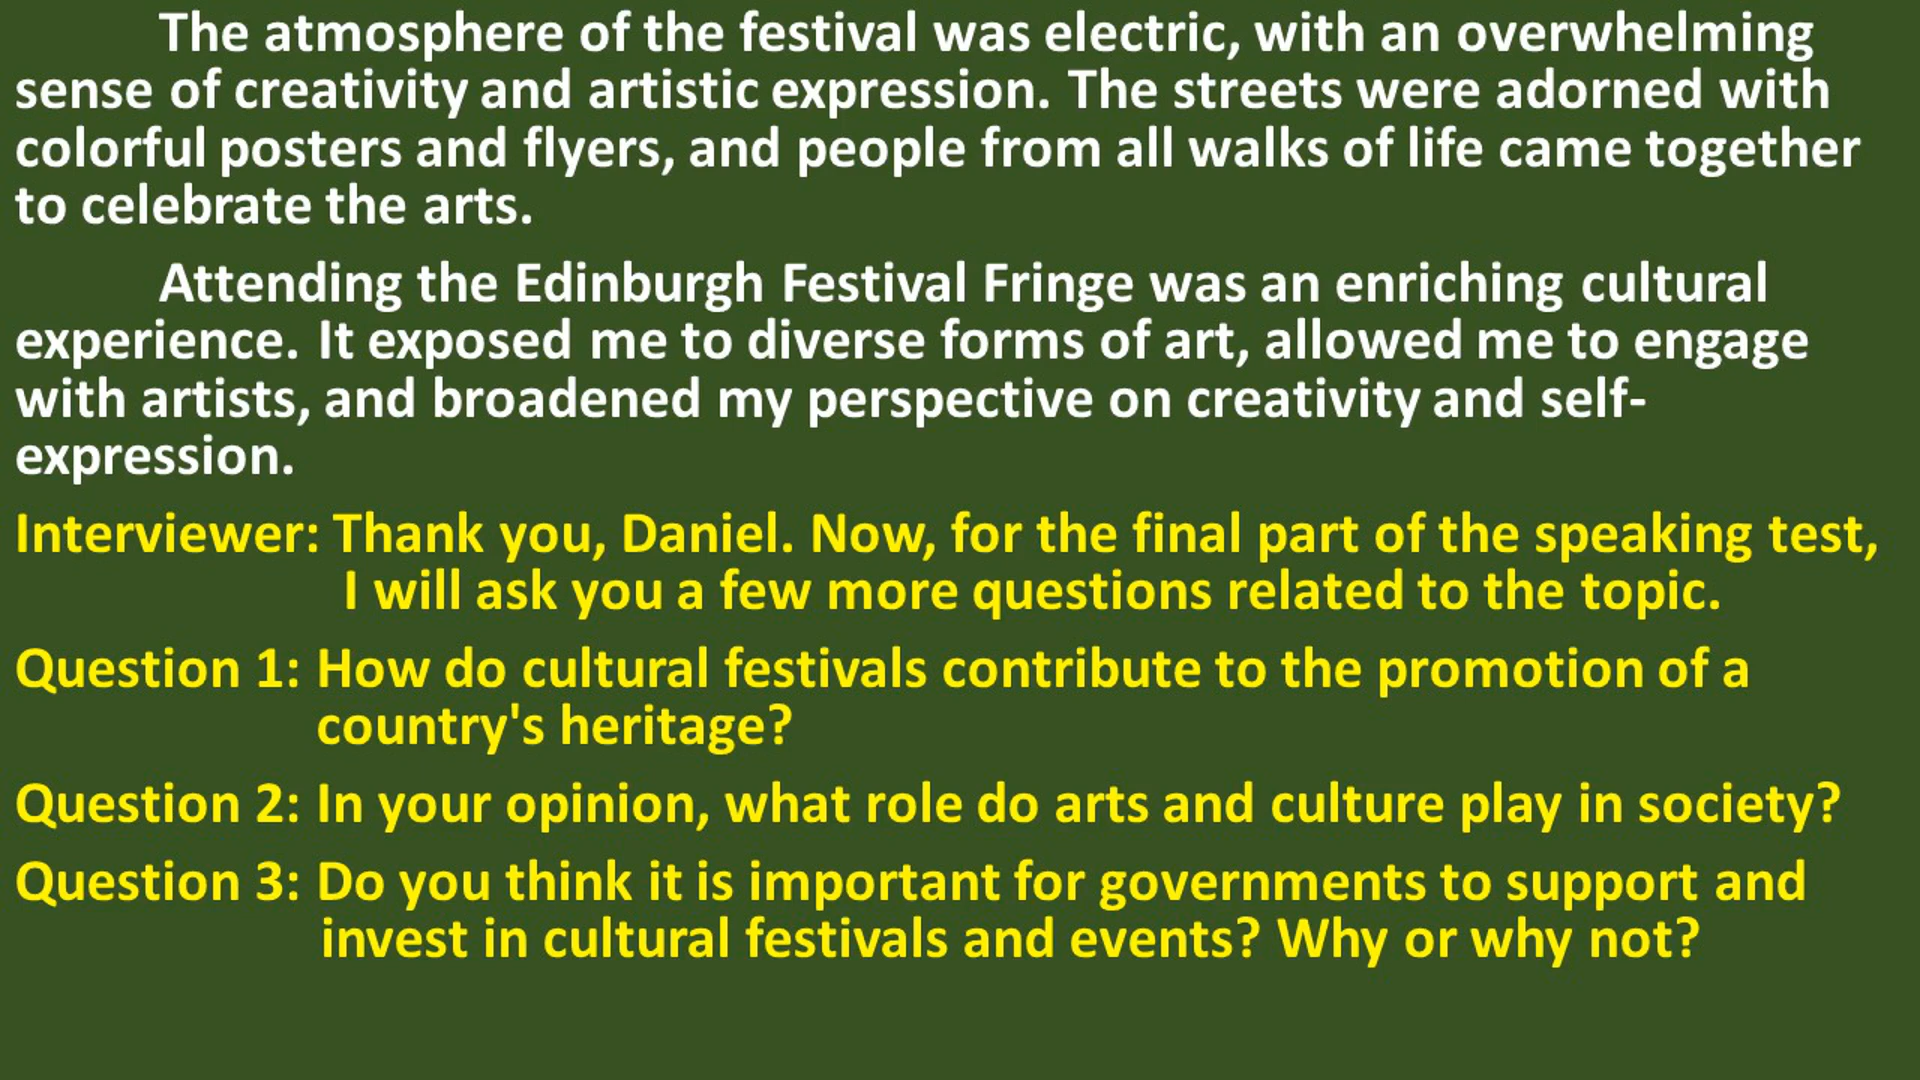 The atmosphere of the festival was electric, with an overwhelming
sense of creativity and artistic expression. The streets were adorned with
colorful posters and flyers, and people from all walks of life came together
to celebrate the arts.
Attending the Edinburgh Festival Fringe was an enriching cultural
experience. It exposed me to diverse forms of art, allowed me to engage
with artists, and broadened my perspective on creativity and self-
expression.
Interviewer: Thank you, Daniel. Now, for the final part of the speaking test,
I will ask you a few more questions related to the topic.
Question 1: How do cultural festivals contribute to the promotion of a
country's heritage?
Question 2: In your opinion, what role do arts and culture play in society?
Question 3: Do you think it is important for governments to support and
invest in cultural festivals and events? Why or why not?